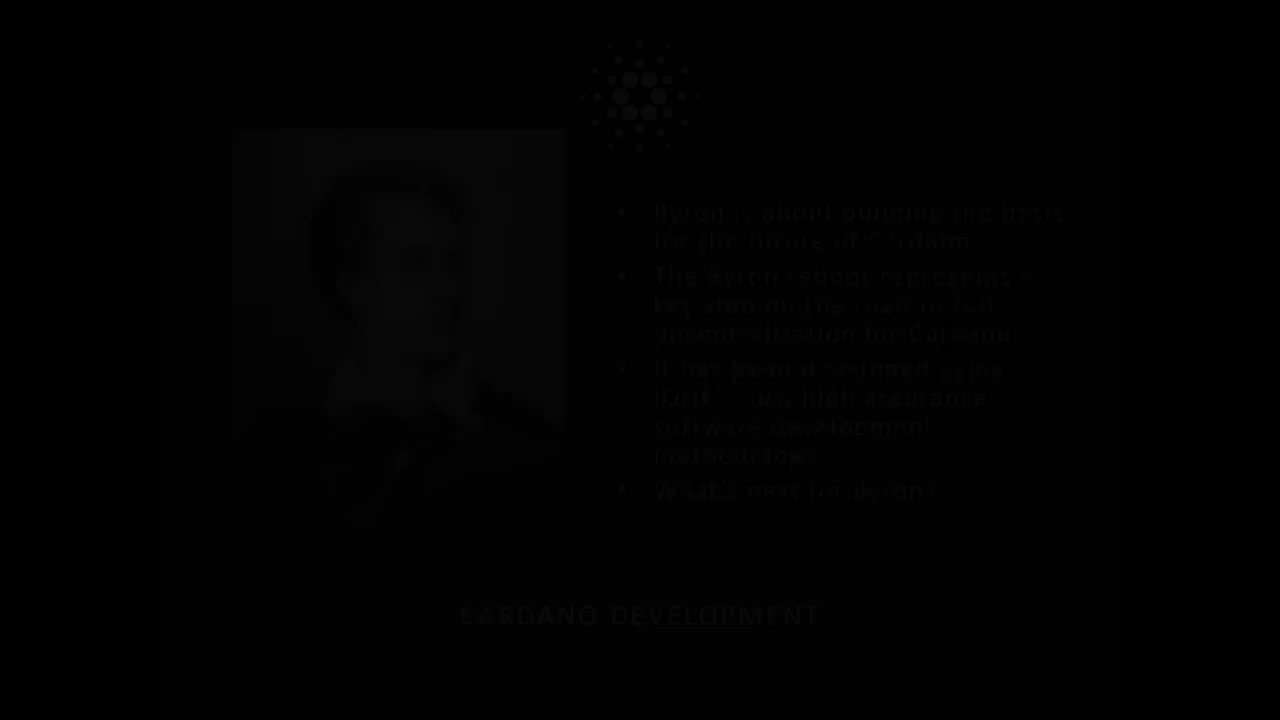 Byron is about building the basis
for the future of Cardano
The Byron reboot represents a
key step on the road to full
decentralisation for Cardano
It has been developed using
IOHK's new high assurance
software development
methodology
What's next for Byron?
CARDANO DEVELOPMENT